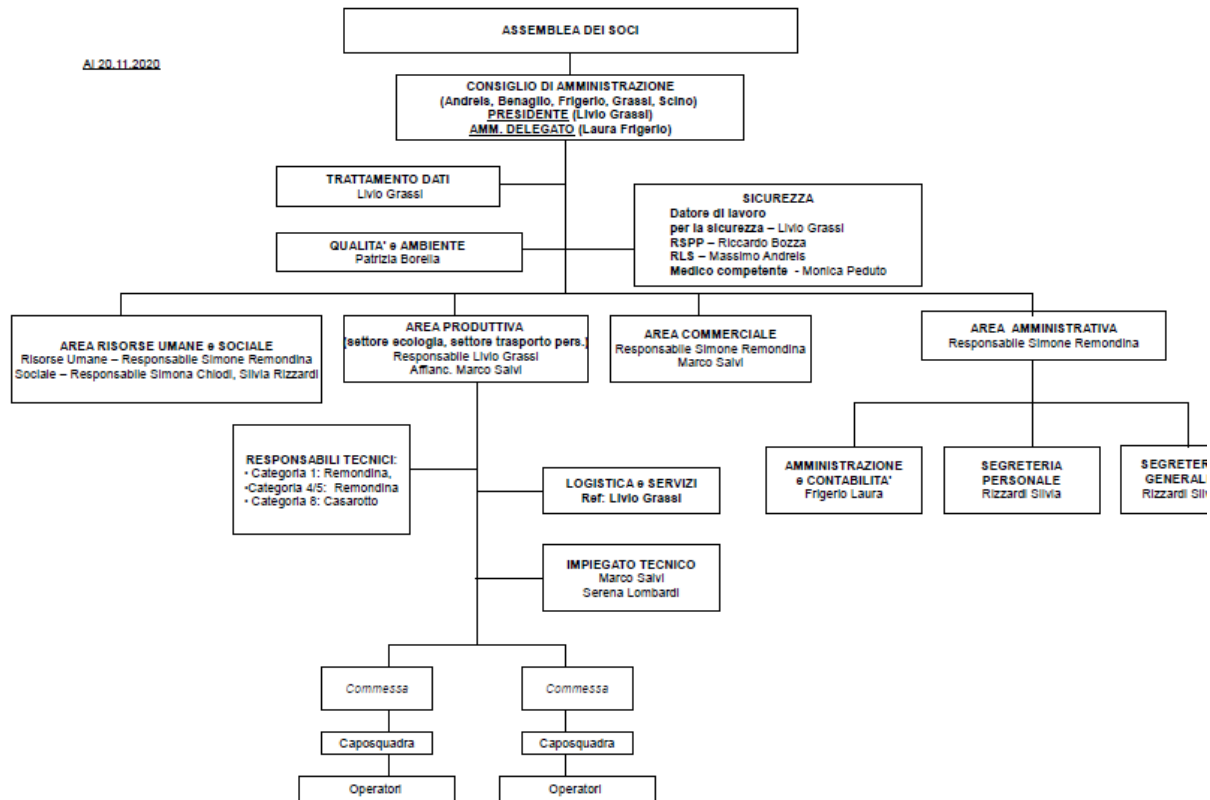 ASSEMBLEA DEI SOCI
Al 20.11.2020
CONSIGLIO DI AMMINISTRAZIONE
(Andreis, Benaglio, Frigerio, Grassi, Scino)
PRESIDENTE (Livio Grassi)
AMM. DELEGATO (Laura Frigerio)
TRATTAMENTO DATI
Livio Grassi
SICUREZZA
Datore di lavoro
per la sicurezza – Livio Grassi
RSPP – Riccardo Bozza
RLS – Massimo Andreis
Medico competente - Monica Peduto
QUALITA' e AMBIENTE
Patrizia Borella
AREA RISORSE UMANE e SOCIALE
Risorse Umane – Responsabile Simone Remondina
Sociale – Responsabile Simona Chiodi, Silvia Rizzardi
AREA PRODUTTIVA
(settore ecologia, settore trasporto pers.)
Responsabile Livio Grassi
Affianc. Marco Salvi
AREA COMMERCIALE
Responsabile Simone Remondina
Marco Salvi
AREA AMMINISTRATIVA
Responsabile Simone Remondina
RESPONSABILI TECNICI:
• Categoria 1: Remondina,
•Categoria 4/5: Remondina
• Categoria 8: Casarotto
LOGISTICA e SERVIZI
Ref: Livio Grassi
AMMINISTRAZIONE
e CONTABILITA'
Frigerio Laura
SEGRETERIA
PERSONALE
Rizzardi Silvia
SEGRETERI
GENERAL
Rizzardi Silv
IMPIEGATO TECNICO
Marco Salvi
Serena Lombardi
Commessa
Commessa
Caposquadra
Caposquadra
Operatori
Operatori